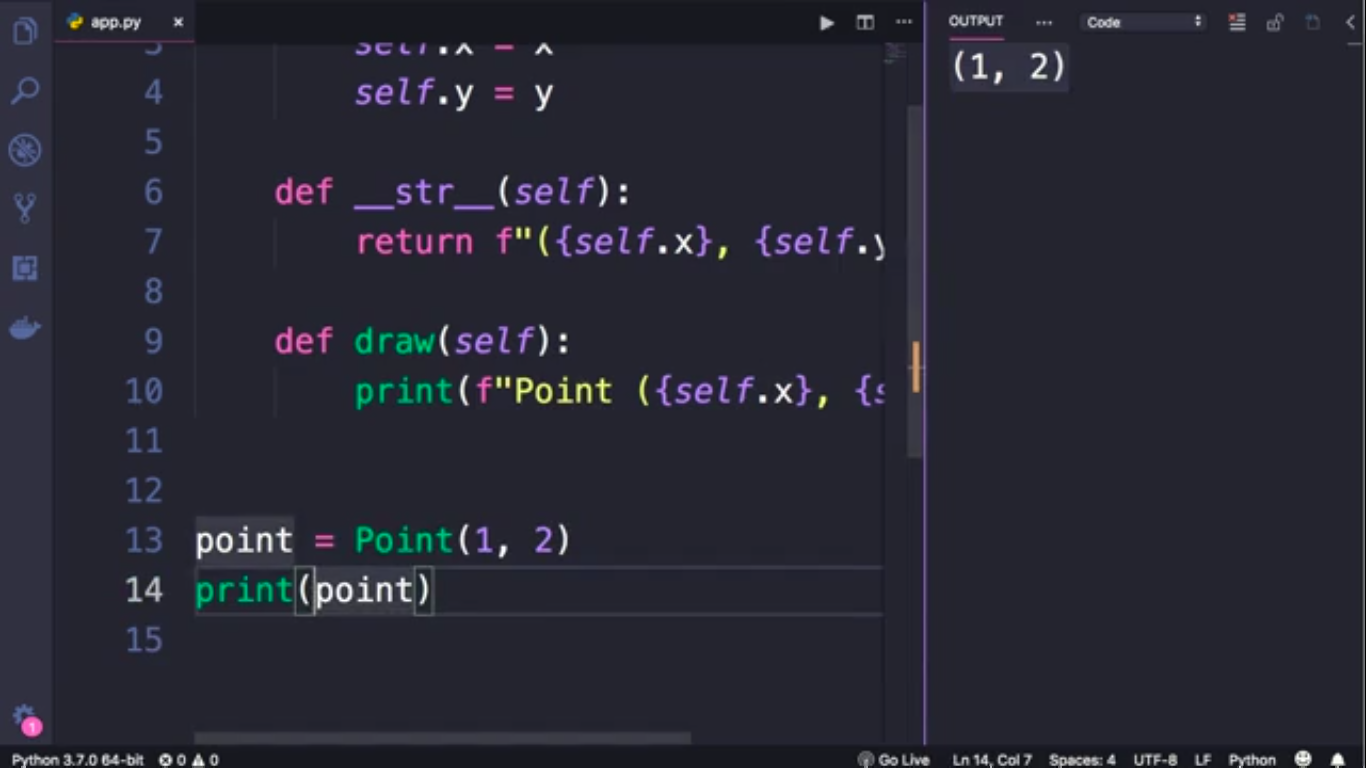 app.py
OUTPUT
Code
(1, 2)
self.x = x
4 self.y = y
5
6 def __str__(self):
7 return f"({self.x}, {self.y
8
9 def draw(self):
10 print(f"Point ({self.x}, {s
11
12
13 point = Point(1, 2)
14 print(point)
15
1
Python 3.7.0 64-bit 0 0 Go Live Ln 14, Col 7 Spaces: 4 UTF-8 LF Python